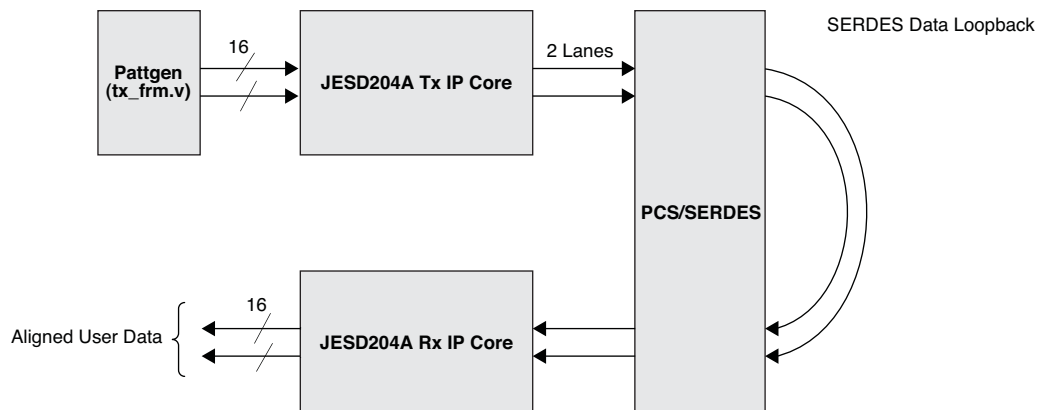 SERDES Data Loopback
16
2 Lanes
Pattgen
(tx_frm.v)
JESD204A Tx IP Core
PCS/SERDES
16
Aligned User Data
JESD204A Rx IP Core